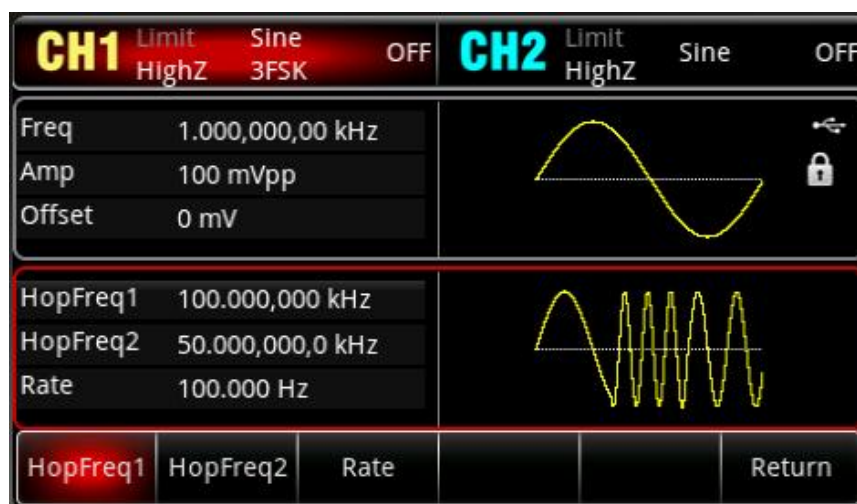 CH1 Limit Sine OFF CH2 Limit Sine OFF
HighZ 3FSK HighZ
Freq 1.000,000,00 kHz
Amp 100 mVpp
Offset 0 mV
HopFreq1 100.000,000 kHz
HopFreq2 50.000,000,0 kHz
Rate 100.000 Hz
HopFreq1 HopFreq2 Rate Return